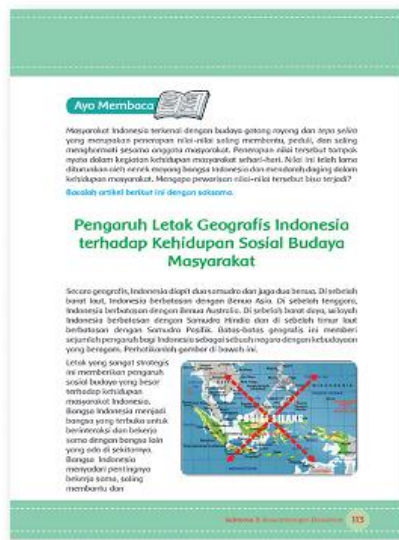 Ayo Membaca
Masyarakat Indonesia terkenal dengan budaya gotong royong dan tepa selira
yang merupakan penerapan nilai-nilai saling membantu, peduli, dan saling
menghormati sesama anggota masyarakat. Penerapan nilai tersebut tampak
nyata dalam kegiatan kehidupan masyarakat sehari-hari. Nilai ini telah lama
diturunkan oleh nenek moyang bangsa Indonesia dan mendarah daging dalam
kehidupan masyarakat. Mengapa pewarisan nilai-nilai tersebut bisa terjadi?
Bacalah artikel berikut ini dengan saksama.
Pengaruh Letak Geografis Indonesia
terhadap Kehidupan Sosial Budaya
Masyarakat
Secara geografis, Indonesia diapit dua samudra dan juga dua benua. Di sebelah
barat laut, Indonesia berbatasan dengan Benua Asia. Di sebelah tenggara,
Indonesia berbatasan dengan Benua Australia. Di sebelah barat daya, wilayah
Indonesia berbatasan dengan Samudra Hindia dan di sebelah timur laut
berbatasan dengan Samudra Pasifik. Batas-batas geografis ini memberi
sejumlah pengaruh bagi Indonesia sebagai sebuah negara dengan kebudayaan
yang beragam. Perhatikanlah gambar di bawah ini.
Letak yang sangat strategis
ini memberikan pengaruh
sosial budaya yang besar
terhadap kehidupan
masyarakat Indonesia.
Bangsa Indonesia menjadi
bangsa yang terbuka untuk
berinteraksi dan bekerja
sama dengan bangsa lain
yang ada di sekitarnya.
Bangsa Indonesia
menyadari pentingnya
bekerja sama, saling
membantu dan
POSISI SILANG
113